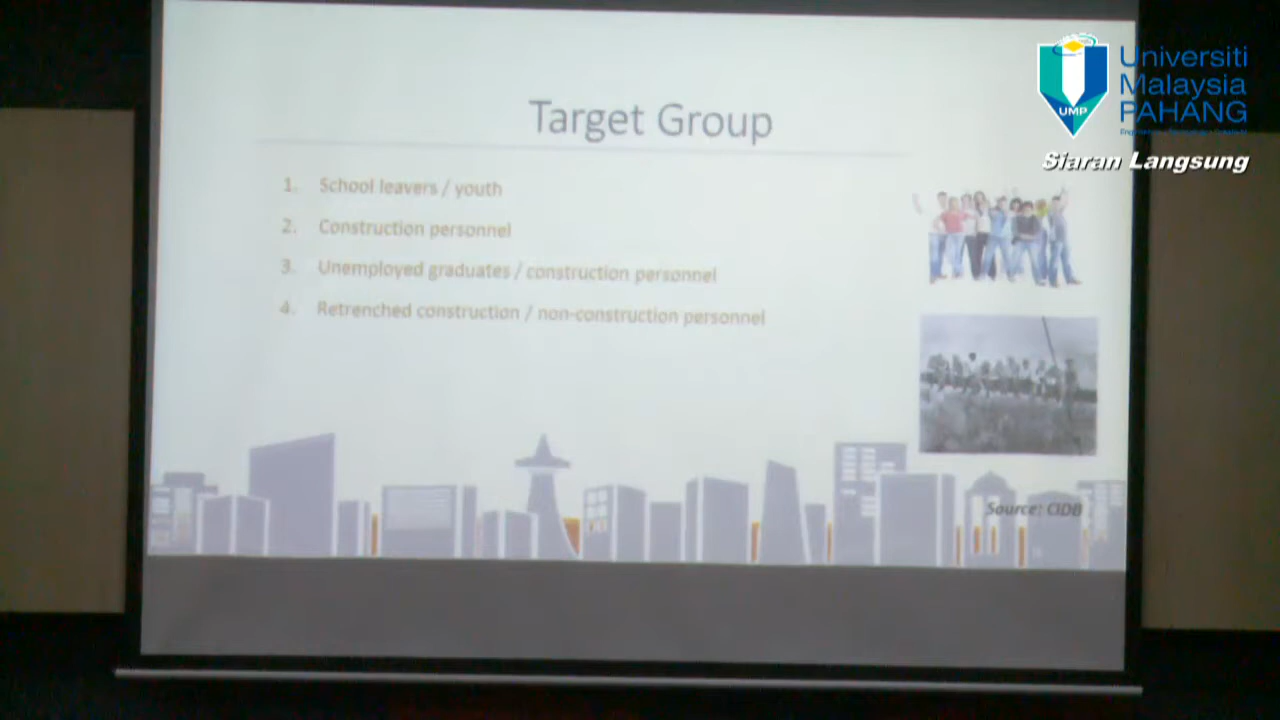 Target Group
1. School leavers / youth
2. Construction personnel
3. Unemployed graduates / construction personnel
4. Retrenched construction / non-construction personnel
Source: CIDB
UMP
Universiti
Malaysia
PAHANG
Siaran Langsung